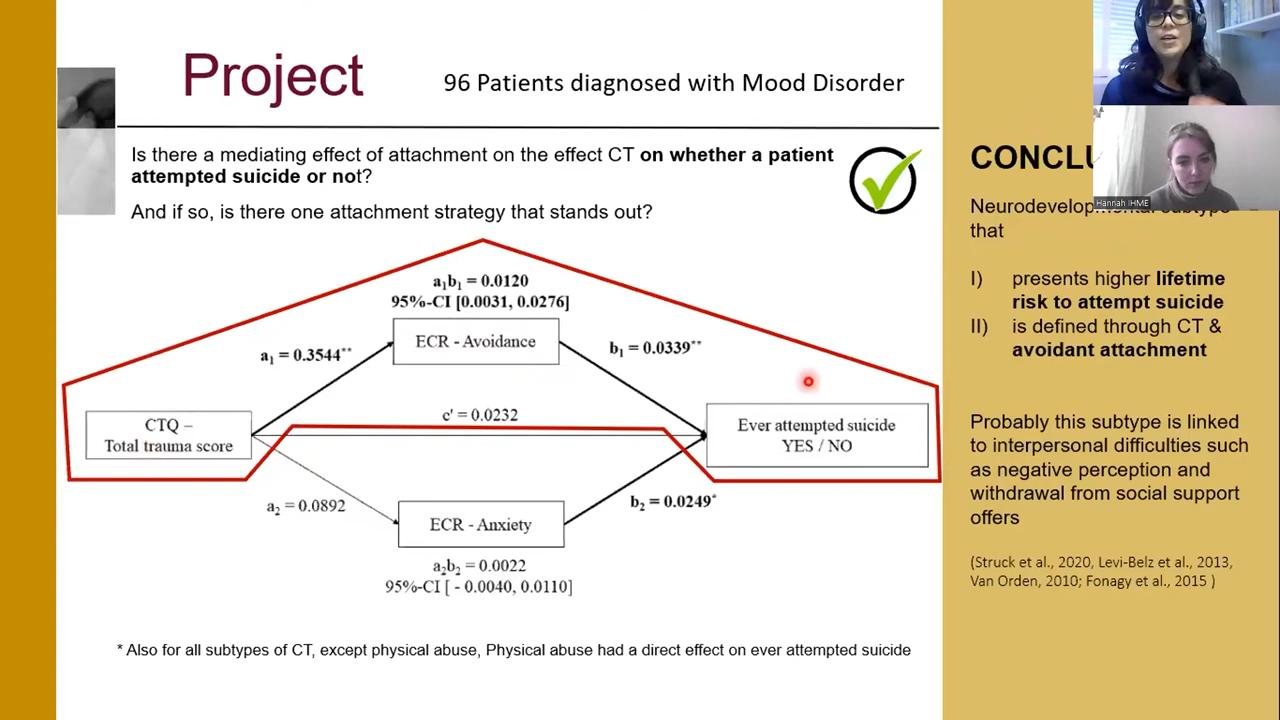 Project
96 Patients diagnosed with Mood Disorder
Is there a mediating effect of attachment on the effect CT on whether a patient
attempted suicide or not?
And if so, is there one attachment strategy that stands out?
a₁b₁ = 0.0120
95%-CI [0.0031, 0.0276]
ECR - Avoidance
a₁ = 0.3544**
b₁ = 0.0339**
CTQ –
Total trauma score
c' = 0.0232
Ever attempted suicide
YES / NO
a₂ = 0.0892
b₂ = 0.0249*
ECR - Anxiety
a₂b₂ = 0.0022
95%-CI [ - 0.0040, 0.0110]
* Also for all subtypes of CT, except physical abuse, Physical abuse had a direct effect on ever attempted suicide
Hannah IHME
CONCLU
Neurodevelopmental subtype
that
I) presents higher lifetime
risk to attempt suicide
II) is defined through CT &
avoidant attachment
Probably this subtype is linked
to interpersonal difficulties such
as negative perception and
withdrawal from social support
offers
(Struck et al., 2020, Levi-Belz et al., 2013,
Van Orden, 2010; Fonagy et al., 2015 )